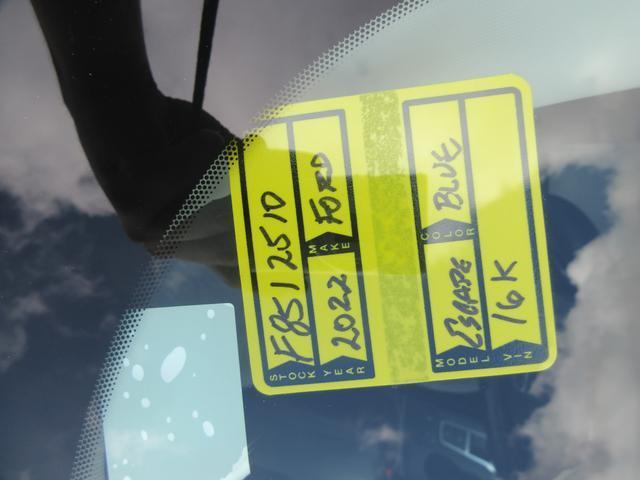 STOCK F8512510
YEAR 2022 MAKE FORD
MODEL ESCAPE COLOR BLUE
VIN 16K